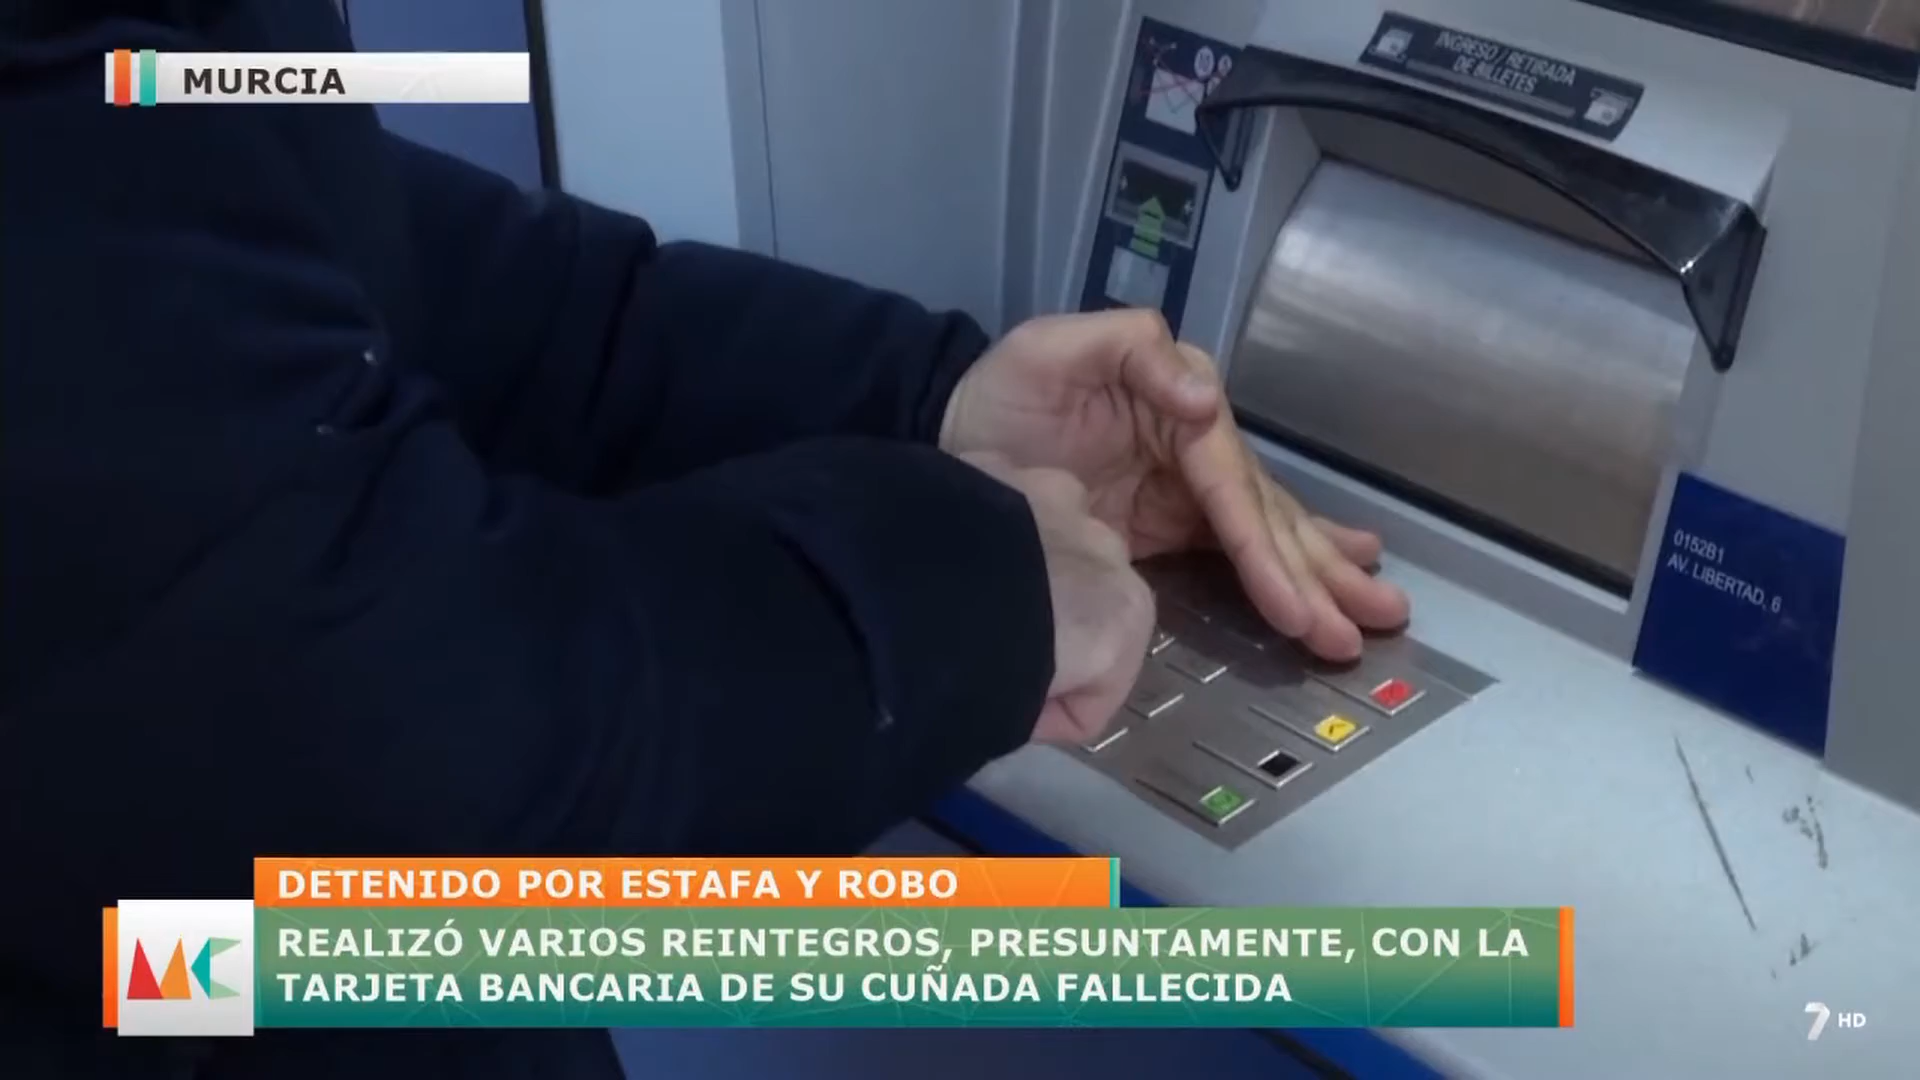 MURCIA
INGRESO / RETIRADA
DE BILLETES
0152B1
AV. LIBERTAD, 6
DETENIDO POR ESTAFA Y ROBO
REALIZÓ VARIOS REINTEGROS, PRESUNTAMENTE, CON LA
TARJETA BANCARIA DE SU CUÑADA FALLECIDA
MC
7 HD